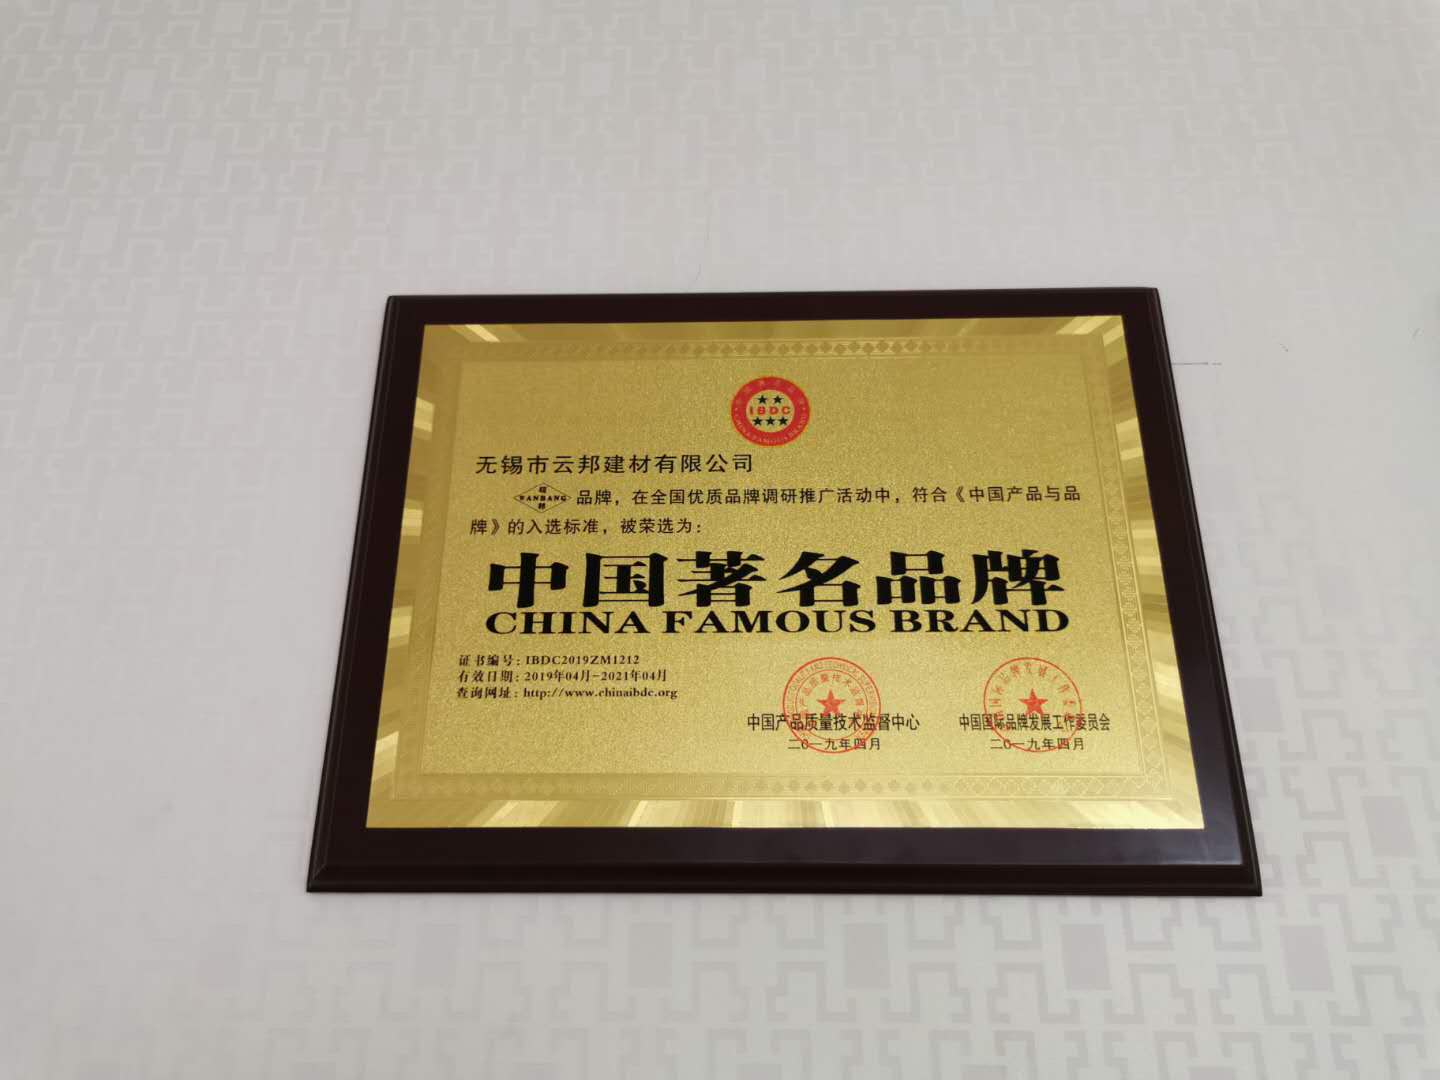 IBDC
CHINA FAMOUS BRAND
无锡市云邦建材有限公司
WANBANG 品牌，在全国优质品牌调研推广活动中，符合《中国产品与品
牌》的入选标准，被荣选为：
中国著名品牌
CHINA FAMOUS BRAND
证书编号：IBDC2019ZM1212
有效日期：2019年04月-2021年04月
查询网址：http://www.chinaibdc.org
中国产品质量技术监督中心
二〇一九年四月
中国国际品牌发展工作委员会
二〇一九年四月